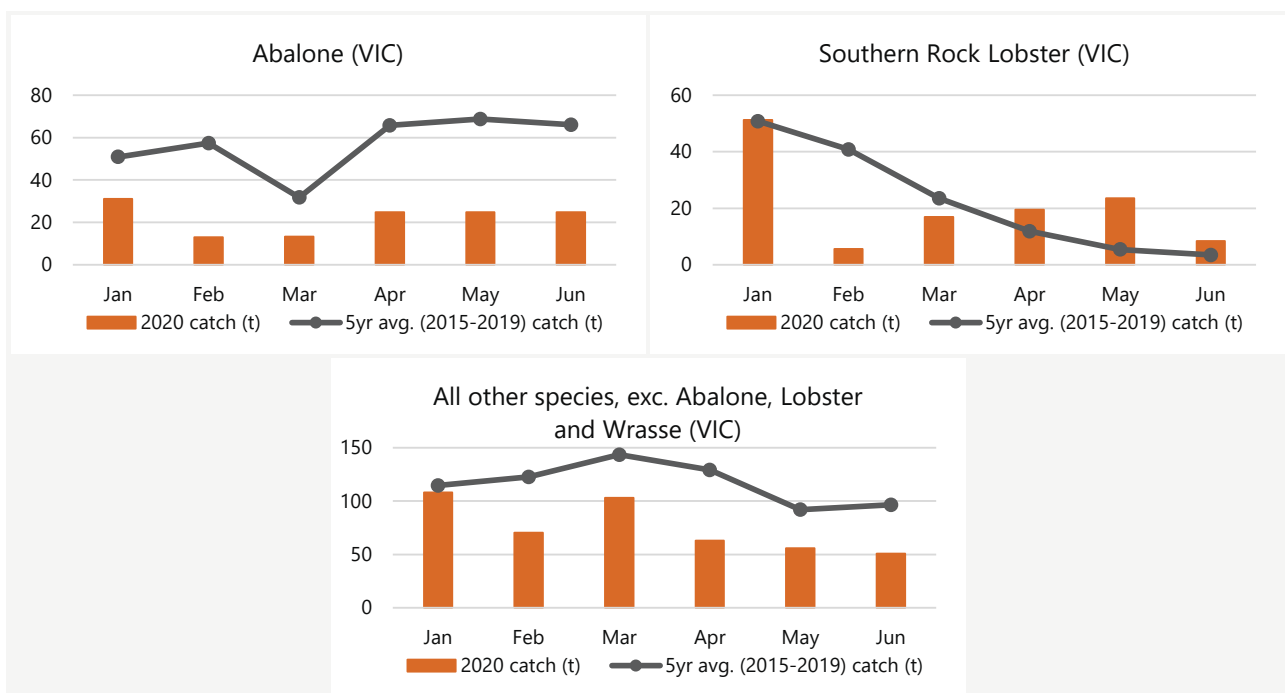 Abalone (VIC)
80
60
40
20
0
Jan Feb Mar Apr May Jun
2020 catch (t) 5yr avg. (2015-2019) catch (t)
Southern Rock Lobster (VIC)
60
40
20
0
Jan Feb Mar Apr May Jun
2020 catch (t) 5yr avg. (2015-2019) catch (t)
All other species, exc. Abalone, Lobster
and Wrasse (VIC)
150
100
50
0
Jan Feb Mar Apr May Jun
2020 catch (t) 5yr avg. (2015-2019) catch (t)